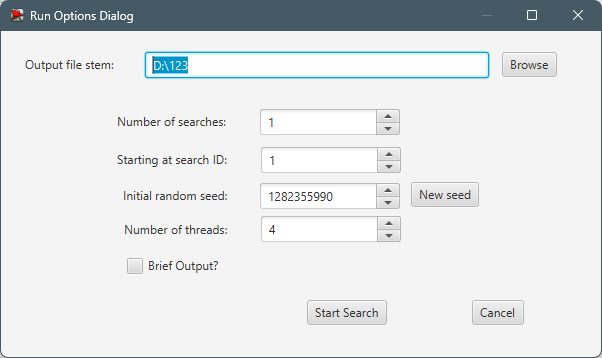 Run Options Dialog
Output file stem: D:\123 Browse
Number of searches: 1
Starting at search ID: 1
Initial random seed: 1282355990 New seed
Number of threads: 4
Brief Output?
Start Search Cancel